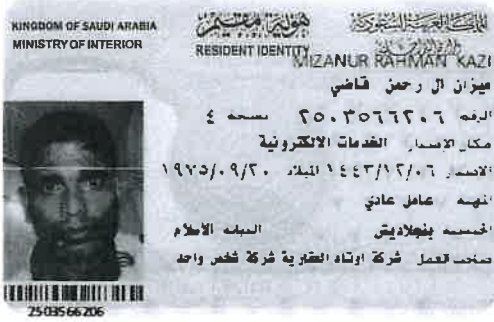 KINGDOM OF SAUDI ARABIA
MINISTRY OF INTERIOR
هوية مقيم
RESIDENT IDENTITY
المملكة العربية السعودية
وزارة الداخلية
MIZANUR RAHMAN KAZI
ميزان ال رحمن قاضي
الرقم ٢٥٠٣٥٦٦٢٠٦ نسخة ٤
مكان الإصدار الخدمات الالكترونية
الاصدار ١٤٤٣/١٢/٠٦ الميلاد ١٩٧٥/٠٩/٢٠
المهنة عامل عادي
الجنسية بنجلاديش الديانة الاسلام
صاحب العمل شركة اوتاد العقارية شركة شخص واحد
2503566206